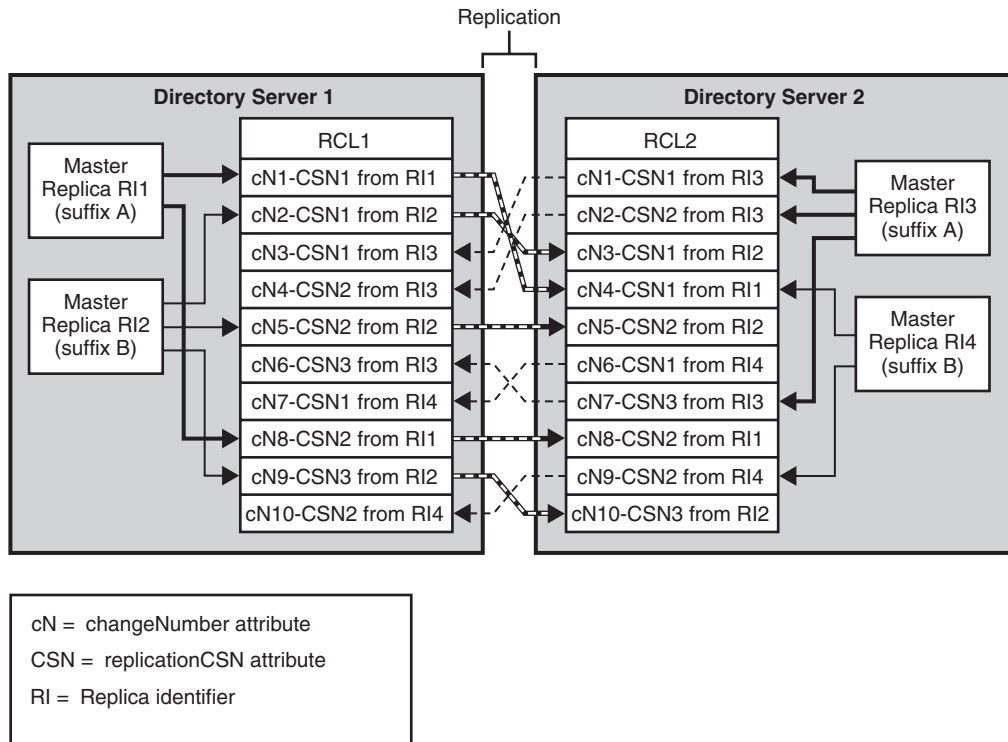 Replication
Directory Server 1
Master
Replica RI1
(suffix A)
Master
Replica RI2
(suffix B)
RCL1
cN1-CSN1 from RI1
cN2-CSN1 from RI2
cN3-CSN1 from RI3
cN4-CSN2 from RI3
cN5-CSN2 from RI2
cN6-CSN3 from RI3
cN7-CSN1 from RI4
cN8-CSN2 from RI1
cN9-CSN3 from RI2
cN10-CSN2 from RI4
Directory Server 2
RCL2
cN1-CSN1 from RI3
cN2-CSN2 from RI3
cN3-CSN1 from RI2
cN4-CSN1 from RI1
cN5-CSN2 from RI2
cN6-CSN1 from RI4
cN7-CSN3 from RI3
cN8-CSN2 from RI1
cN9-CSN2 from RI4
cN10-CSN3 from RI2
Master
Replica RI3
(suffix A)
Master
Replica RI4
(suffix B)
cN = changeNumber attribute
CSN = replicationCSN attribute
RI = Replica identifier